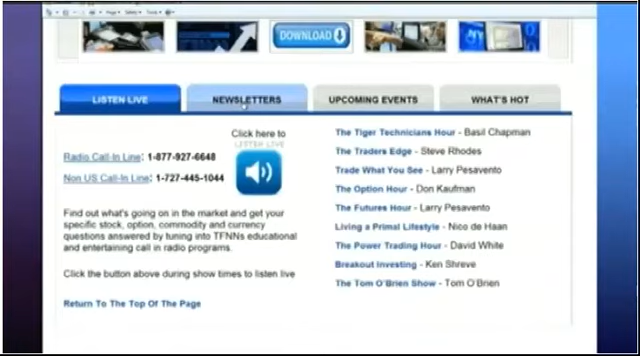 Page Safety Tools
DOWNLOAD
NY
LISTEN LIVE
NEWSLETTERS
UPCOMING EVENTS
WHAT'S HOT
Click here to
LISTEN LIVE
Radio Call-In Line: 1-877-927-6648
Non US Call-In Line: 1-727-445-1044
Find out what's going on in the market and get your
specific stock, option, commodity and currency
questions answered by tuning into TFNNs educational
and entertaining call in radio programs.
Click the button above during show times to listen live
Return To The Top Of The Page
The Tiger Technicians Hour - Basil Chapman
The Traders Edge - Steve Rhodes
Trade What You See - Larry Pesavento
The Option Hour - Don Kaufman
The Futures Hour - Larry Pesavento
Living a Primal Lifestyle - Nico de Haan
The Power Trading Hour - David White
Breakout Investing - Ken Shreve
The Tom O'Brien Show - Tom O'Brien